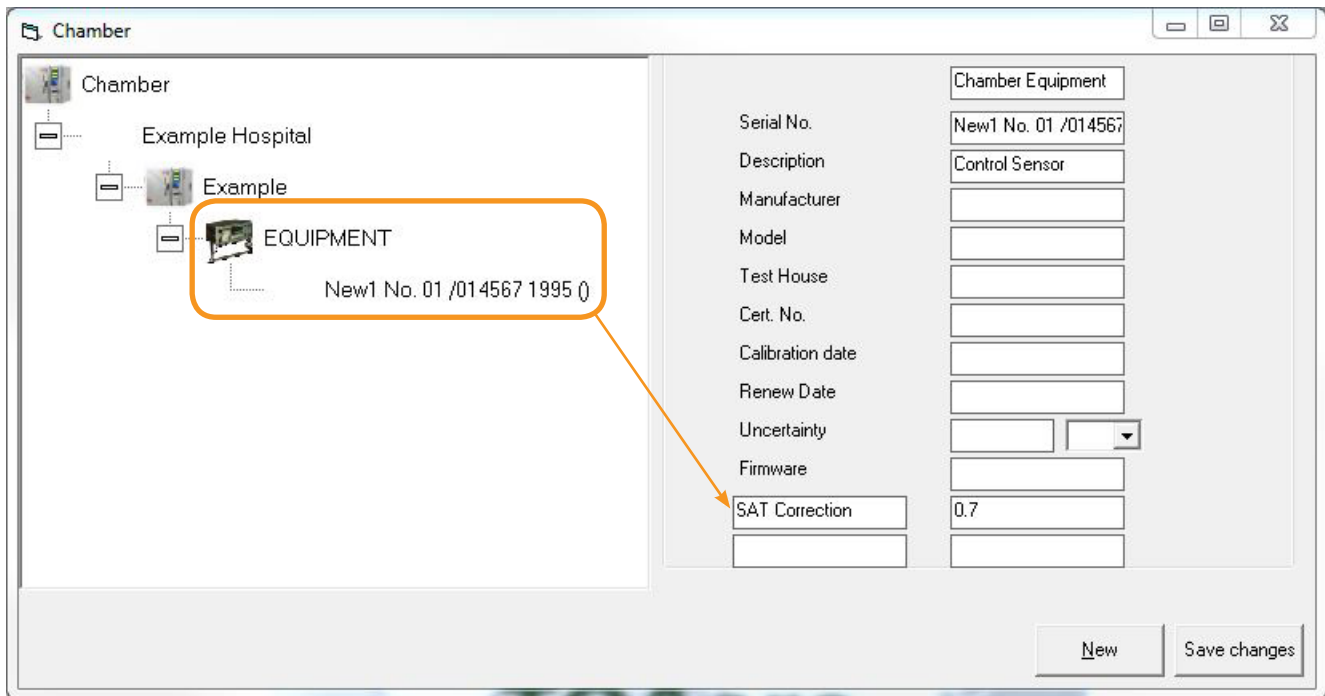 Chamber
Chamber
Example Hospital
Example
EQUIPMENT
New1 No. 01 /014567 1995 ()
Chamber Equipment
Serial No. New1 No. 01 /014567
Description Control Sensor
Manufacturer
Model
Test House
Cert. No.
Calibration date
Renew Date
Uncertainty
Firmware
SAT Correction 0.7
New Save changes